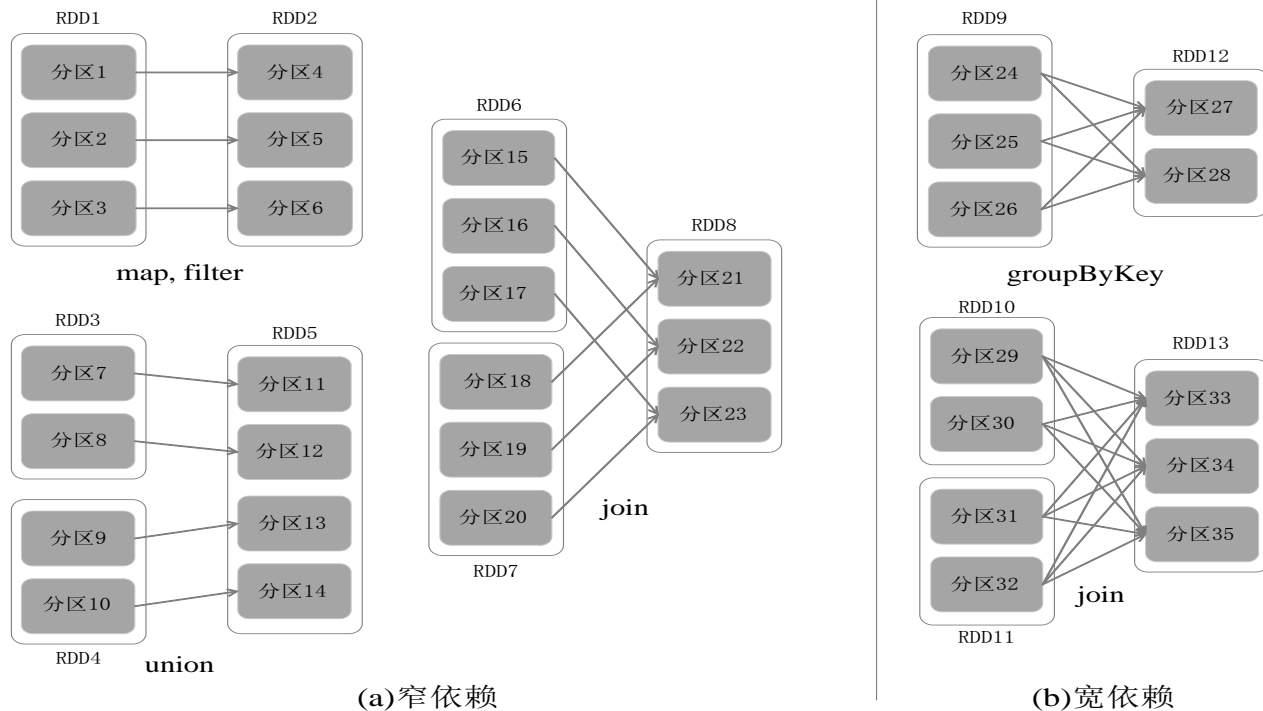 RDD1
分区1
分区2
分区3
RDD2
分区4
分区5
分区6
map, filter
RDD3
分区7
分区8
分区9
分区10
RDD4
RDD5
分区11
分区12
分区13
分区14
union
RDD6
分区15
分区16
分区17
分区18
分区19
分区20
RDD7
RDD8
分区21
分区22
分区23
join
(a)窄依赖
RDD9
分区24
分区25
分区26
RDD12
分区27
分区28
groupByKey
RDD10
分区29
分区30
分区31
分区32
RDD11
RDD13
分区33
分区34
分区35
join
(b)宽依赖